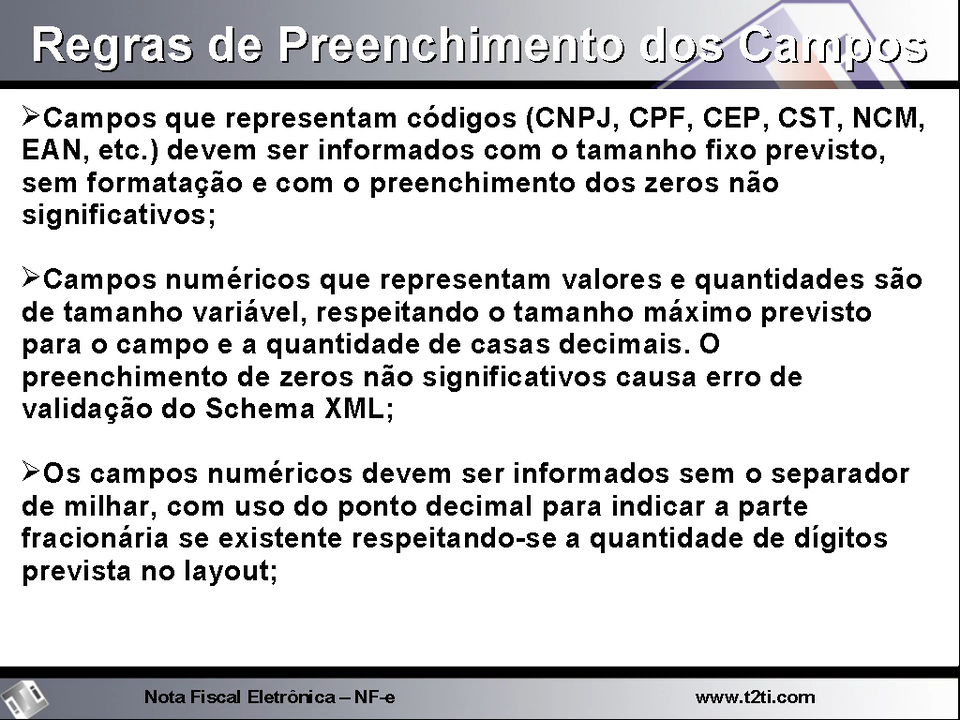 Regras de Preenchimento dos Campos
➢Campos que representam códigos (CNPJ, CPF, CEP, CST, NCM,
EAN, etc.) devem ser informados com o tamanho fixo previsto,
sem formatação e com o preenchimento dos zeros não
significativos;
➢Campos numéricos que representam valores e quantidades são
de tamanho variável, respeitando o tamanho máximo previsto
para o campo e a quantidade de casas decimais. O
preenchimento de zeros não significativos causa erro de
validação do Schema XML;
➢Os campos numéricos devem ser informados sem o separador
de milhar, com uso do ponto decimal para indicar a parte
fracionária se existente respeitando-se a quantidade de dígitos
prevista no layout;
Nota Fiscal Eletrônica – NF-e
www.t2ti.com